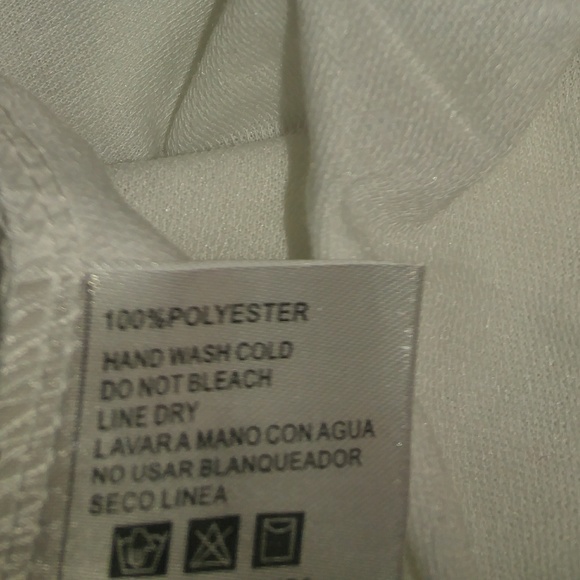 100%POLYESTER
HAND WASH COLD
DO NOT BLEACH
LINE DRY
LAVAR A MANO CON AGUA
NO USAR BLANQUEADOR
SECO LINEA